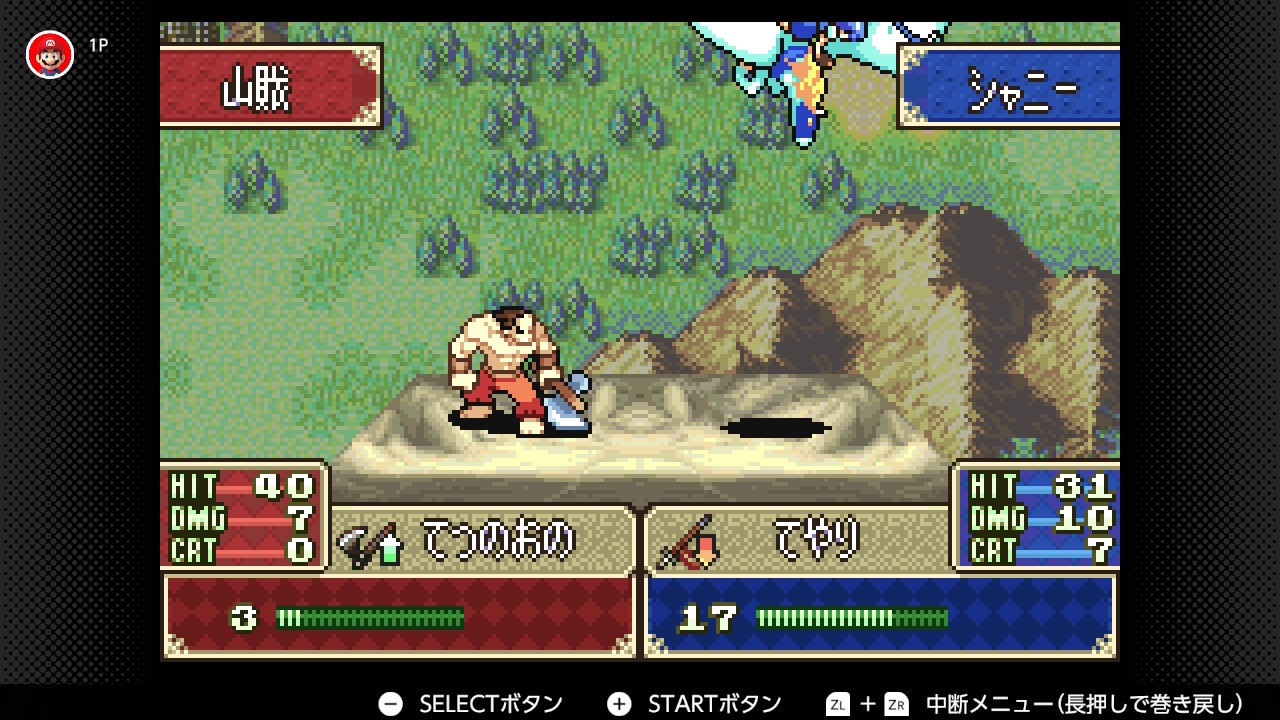 1P
山賊
シャニー
HIT 40
DMG 7
CRT 0
てつのおの
てやり
HIT 31
DMG 10
CRT 7
3
17
SELECTボタン
STARTボタン
ZL + ZR 中断メニュー(長押しで巻き戻し)